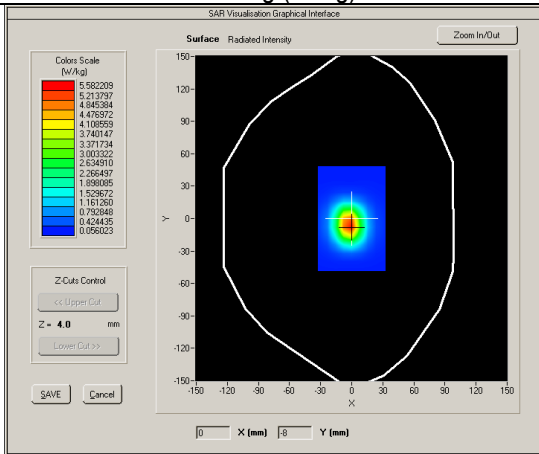 SAR Visualisation Graphical Interface
Surface Radiated Intensity
Zoom In/Out
Colors Scale
(W/kg)
5.582209
5.213797
4.845384
4.476972
4.108559
3.740147
3.371734
3.003322
2.634910
2.266497
1.898085
1.529672
1.161260
0.792848
0.424435
0.056023
Z-Cuts Control
<< Upper Cut
Z = 4.0 mm
Lower Cut >>
SAVE Cancel
150-
120-
90-
60-
30-
0-
-30-
-60-
-90-
-120-
-150-
Y
-150 -120 -90 -60 -30 0 30 60 90 120 150
X
0 X (mm) -8 Y (mm)